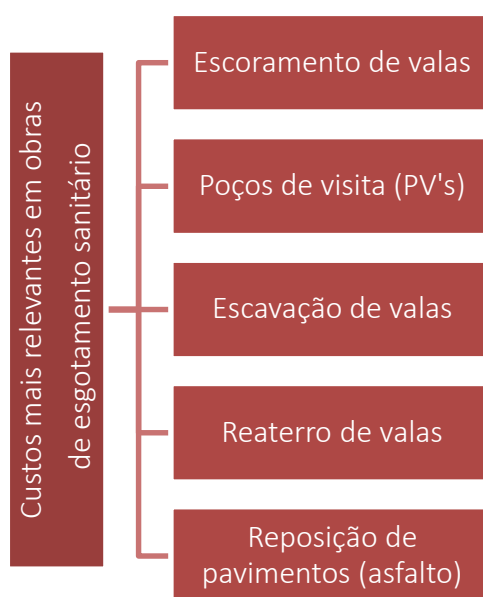 Custos mais relevantes em obras
de esgotamento sanitário
Escoramento de valas
Poços de visita (PV's)
Escavação de valas
Reaterro de valas
Reposição de
pavimentos (asfalto)